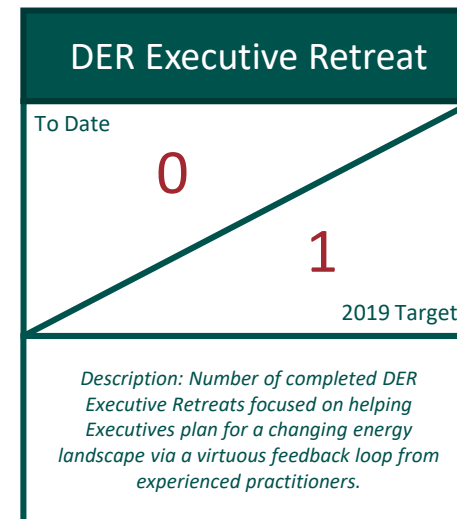 DER Executive Retreat
To Date
0
1
2019 Target
Description: Number of completed DER
Executive Retreats focused on helping
Executives plan for a changing energy
landscape via a virtuous feedback loop from
experienced practitioners.